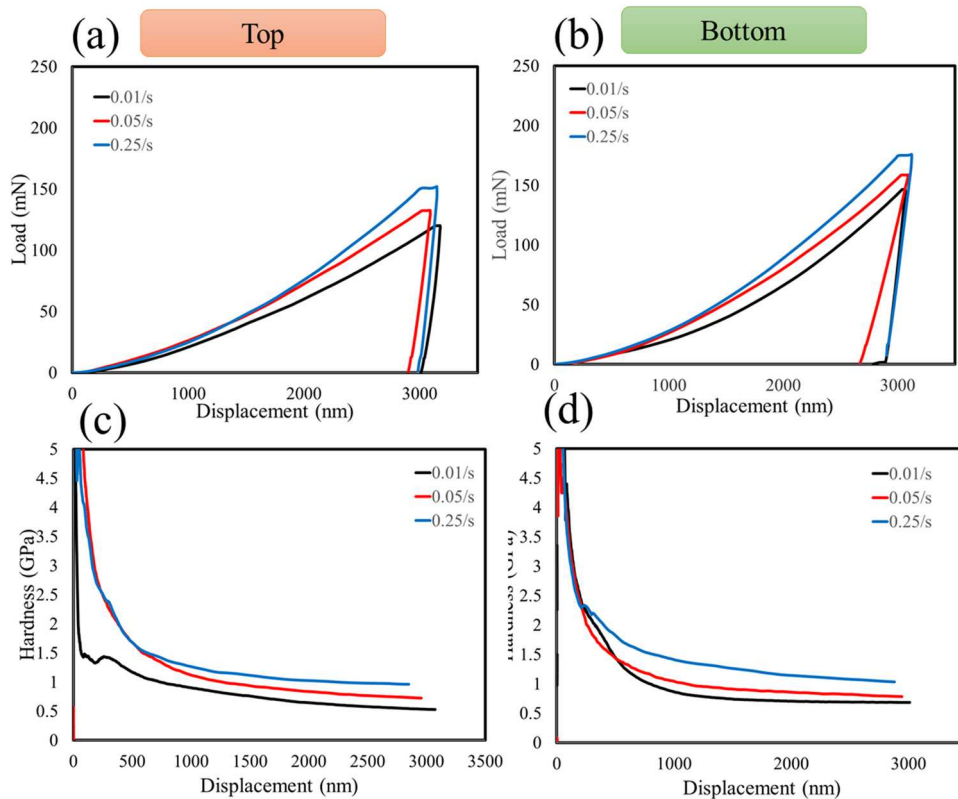 (a) Top
(b) Bottom
250
200
150
100
50
0
Load (mN)
0.01/s
0.05/s
0.25/s
0 1000 2000 3000
Displacement (nm)
250
200
150
100
50
0
Load (mN)
0.01/s
0.05/s
0.25/s
0 1000 2000 3000
Displacement (nm)
(c)
5
4.5
4
3.5
3
2.5
2
1.5
1
0.5
0
Hardness (GPa)
0.01/s
0.05/s
0.25/s
0 500 1000 1500 2000 2500 3000 3500
Displacement (nm)
(d)
5
4.5
4
3.5
3
2.5
2
1.5
1
0.5
0
0.01/s
0.05/s
0.25/s
0 1000 2000 3000
Displacement (nm)